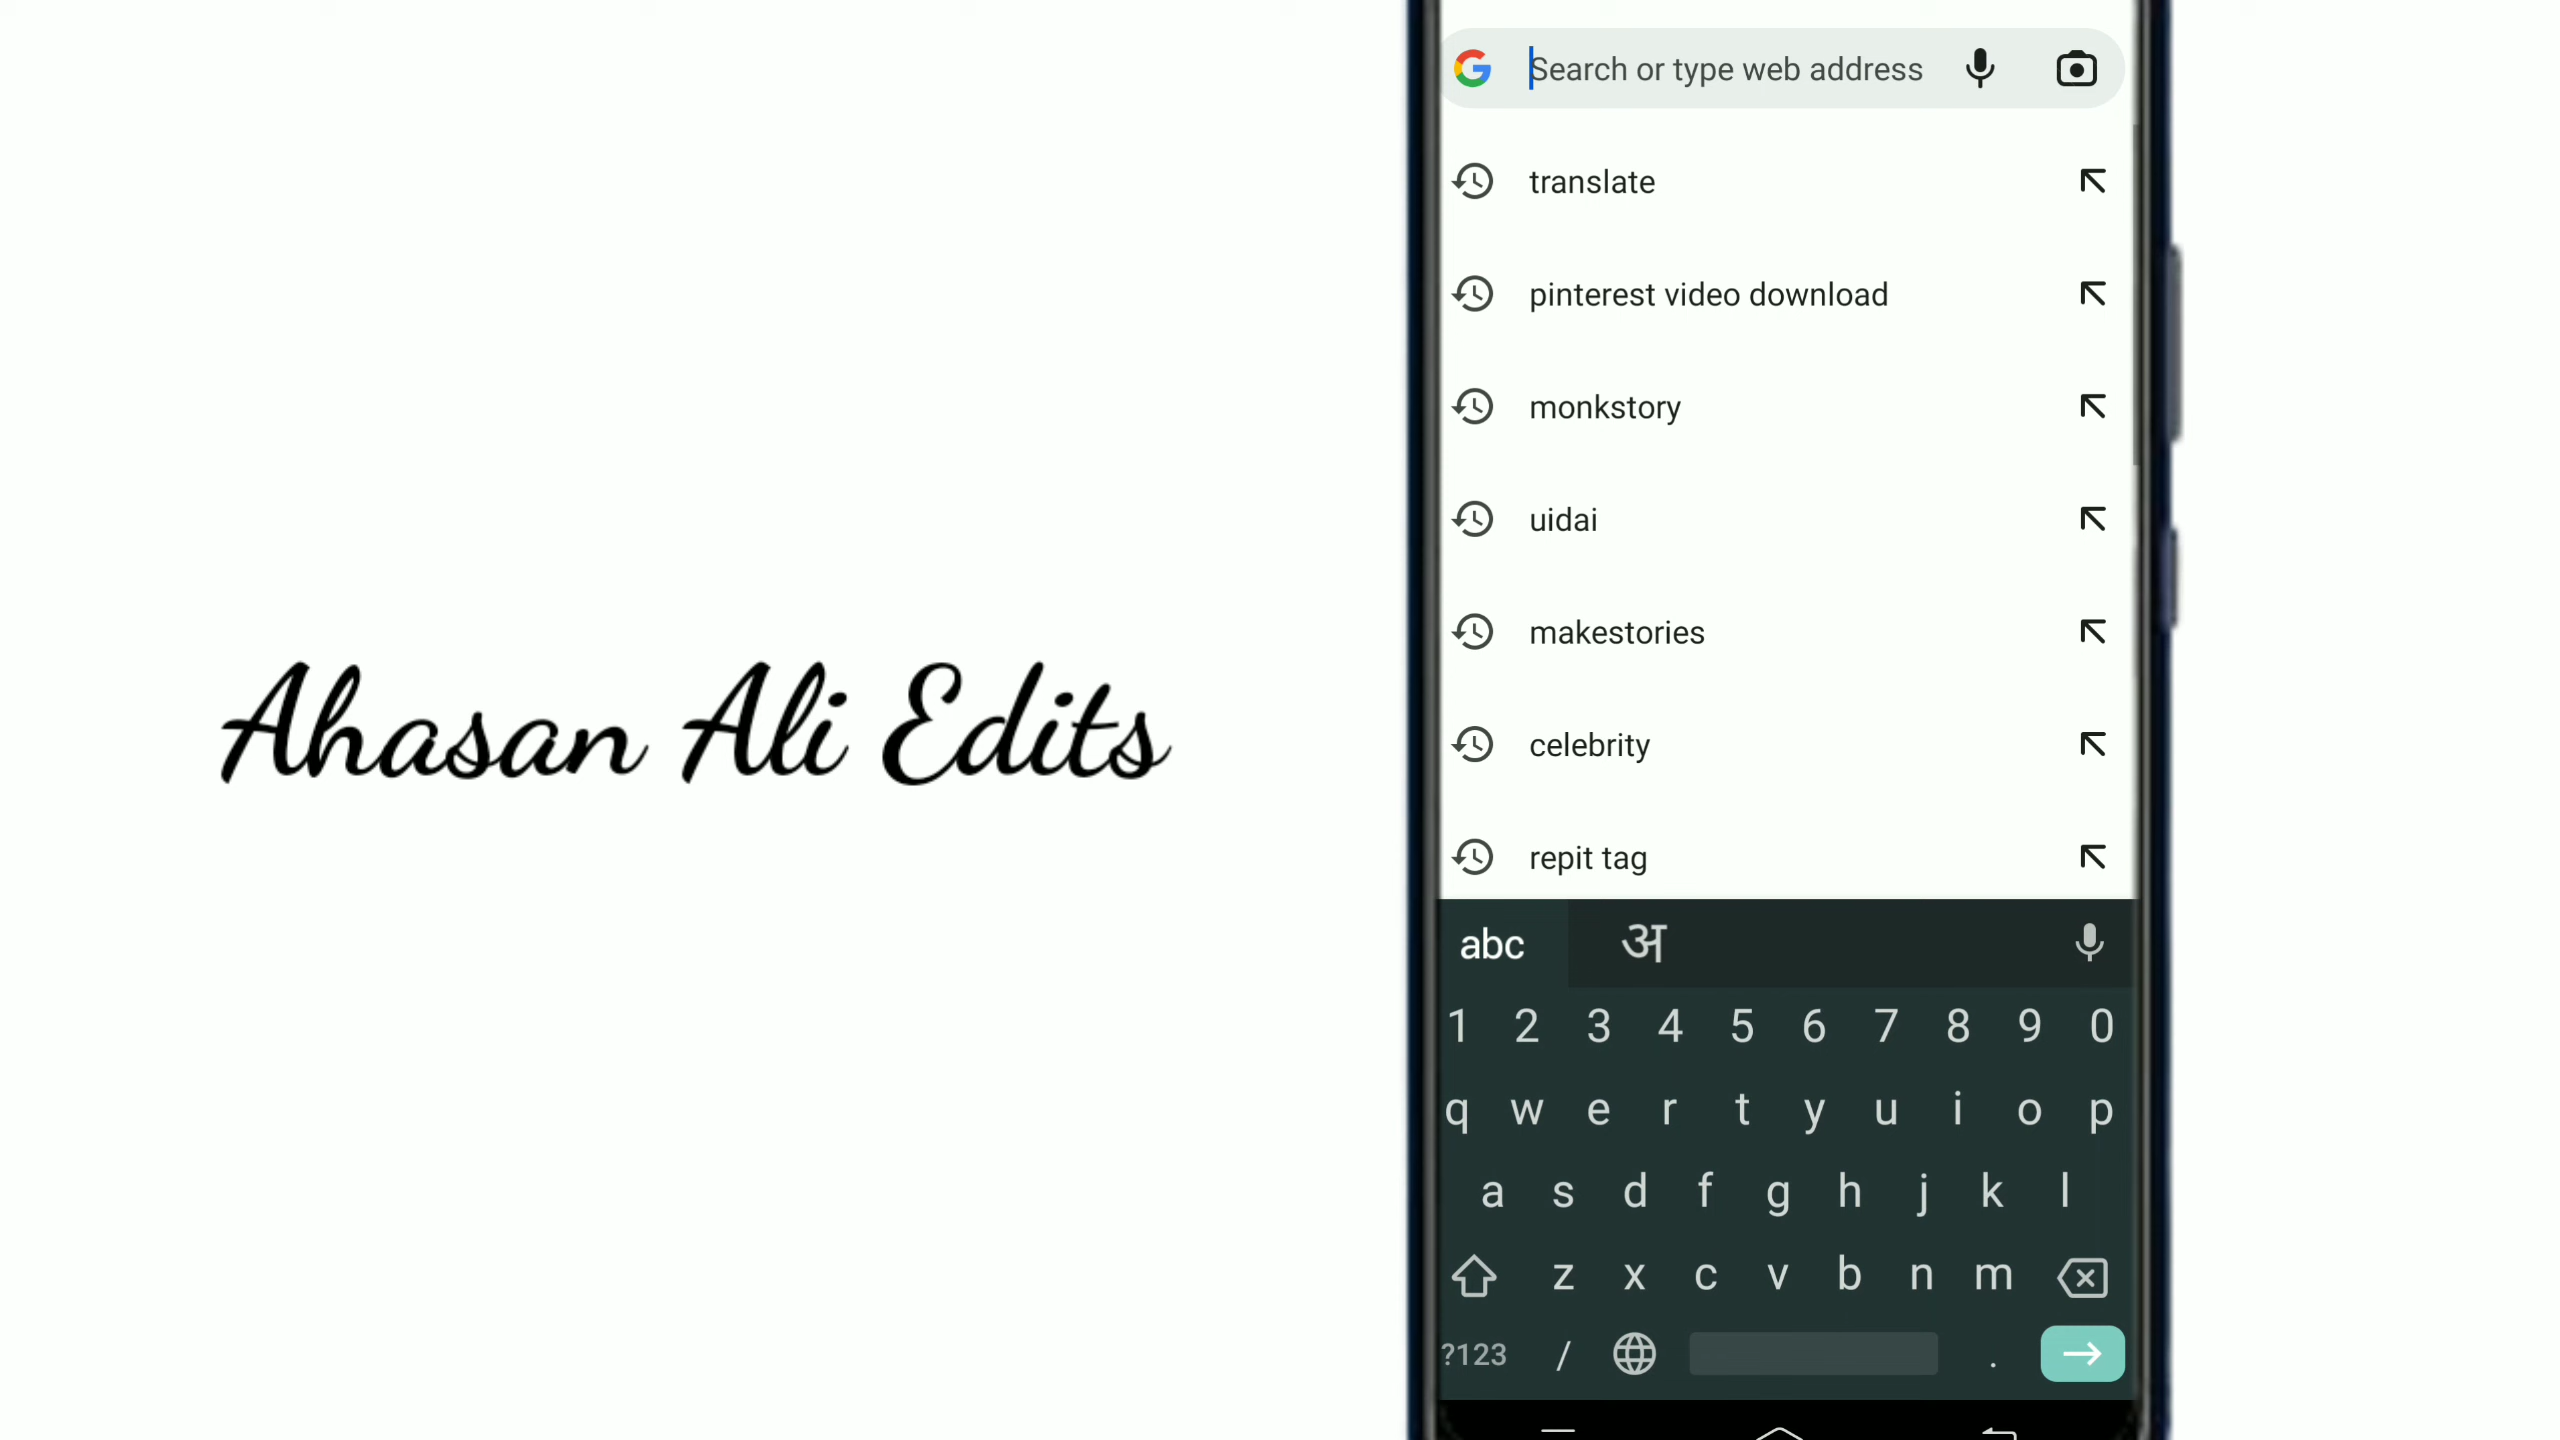 Search or type web address
translate
pinterest video download
monkstory
uidai
makestories
celebrity
repit tag
Ahasan Ali Edits
abc अ
1 2 3 4 5 6 7 8 9 0
q w e r t y u i o p
a s d f g h j k l
z x c v b n m
?123 / .